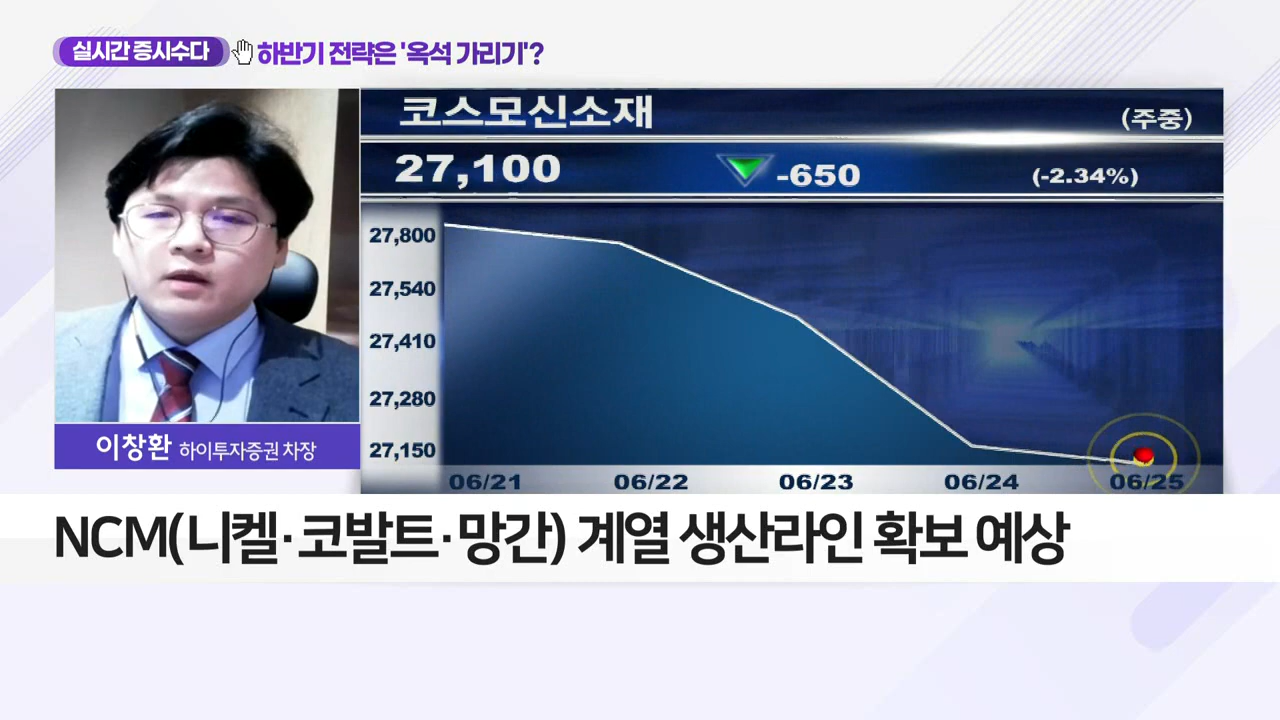 실시간 증시수다 하반기 전략은 '옥석 가리기'?
코스모신소재 (주중)
27,100 -650 (-2.34%)
27,800
27,540
27,410
27,280
27,150
06/21 06/22 06/23 06/24 06/25
이창환 하이투자증권 차장
NCM(니켈·코발트·망간) 계열 생산라인 확보 예상